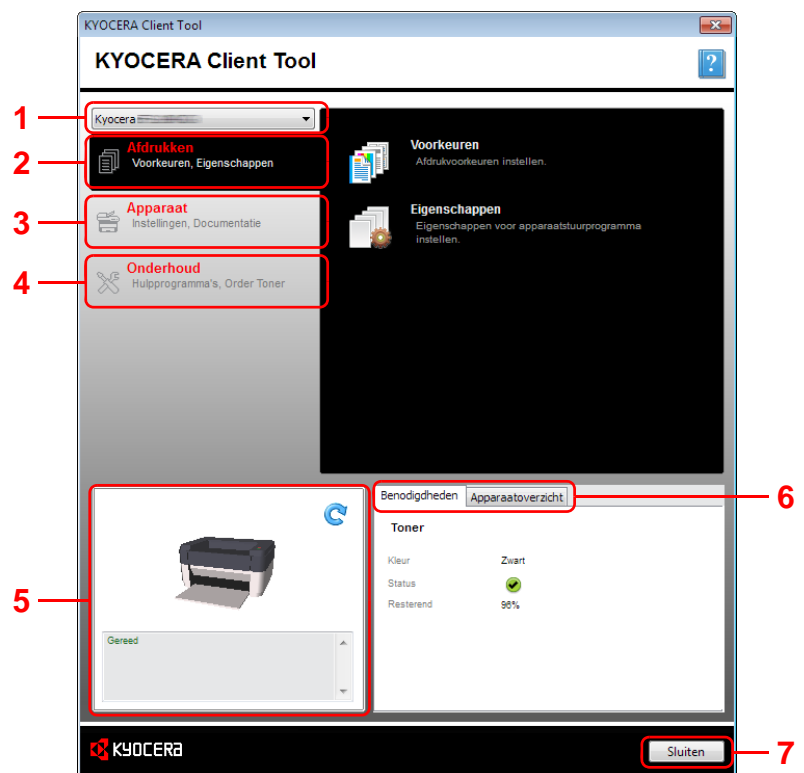 KYOCERA Client Tool
KYOCERA Client Tool
?
1
Kyocera
2
Afdrukken
Voorkeuren, Eigenschappen
Voorkeuren
Afdrukvoorkeuren instellen.
3
Apparaat
Instellingen, Documentatie
Eigenschappen
Eigenschappen voor apparaatstuurprogramma
instellen.
4
Onderhoud
Hulpprogramma's, Order Toner
5
Gereed
Benodigdheden
Apparaatoverzicht
6
Toner
Kleur Zwart
Status
Resterend 96%
KYOCERA
Sluiten
7